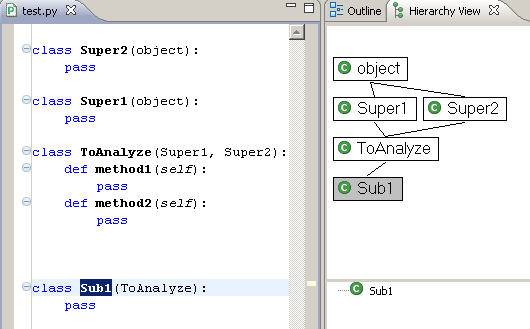 test.py
class Super2(object):
    pass
class Super1(object):
    pass
class ToAnalyze(Super1, Super2):
    def method1(self):
        pass
    def method2(self):
        pass
class Sub1(ToAnalyze):
    pass
Outline
Hierarchy View
C object
C Super1
C Super2
C ToAnalyze
C Sub1
C Sub1